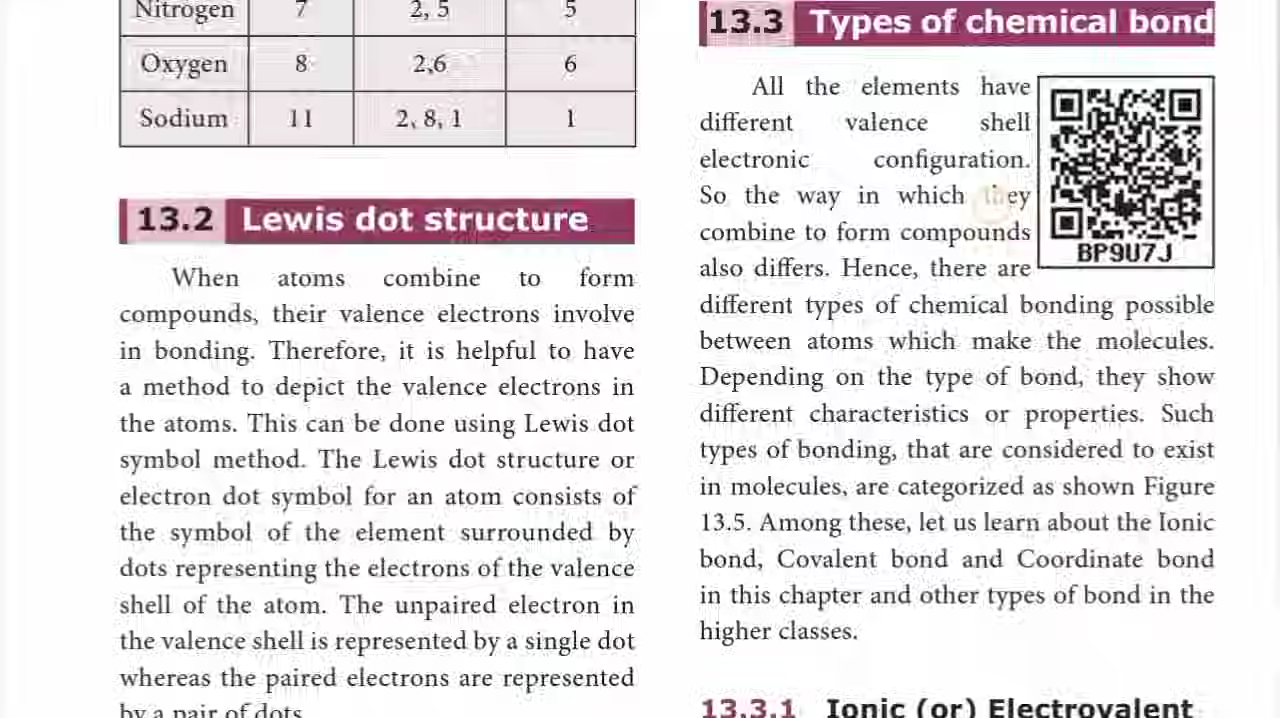 Nitrogen 7 2, 5 5
Oxygen 8 2,6 6
Sodium 11 2, 8, 1 1
13.2 Lewis dot structure
When atoms combine to form
compounds, their valence electrons involve
in bonding. Therefore, it is helpful to have
a method to depict the valence electrons in
the atoms. This can be done using Lewis dot
symbol method. The Lewis dot structure or
electron dot symbol for an atom consists of
the symbol of the element surrounded by
dots representing the electrons of the valence
shell of the atom. The unpaired electron in
the valence shell is represented by a single dot
whereas the paired electrons are represented
by a pair of dots.
13.3 Types of chemical bond
All the elements have
different valence shell
electronic configuration.
So the way in which they
combine to form compounds
also differs. Hence, there are
different types of chemical bonding possible
between atoms which make the molecules.
Depending on the type of bond, they show
different characteristics or properties. Such
types of bonding, that are considered to exist
in molecules, are categorized as shown Figure
13.5. Among these, let us learn about the Ionic
bond, Covalent bond and Coordinate bond
in this chapter and other types of bond in the
higher classes.
BP9U7J
13.3.1 Ionic (or) Electrovalent